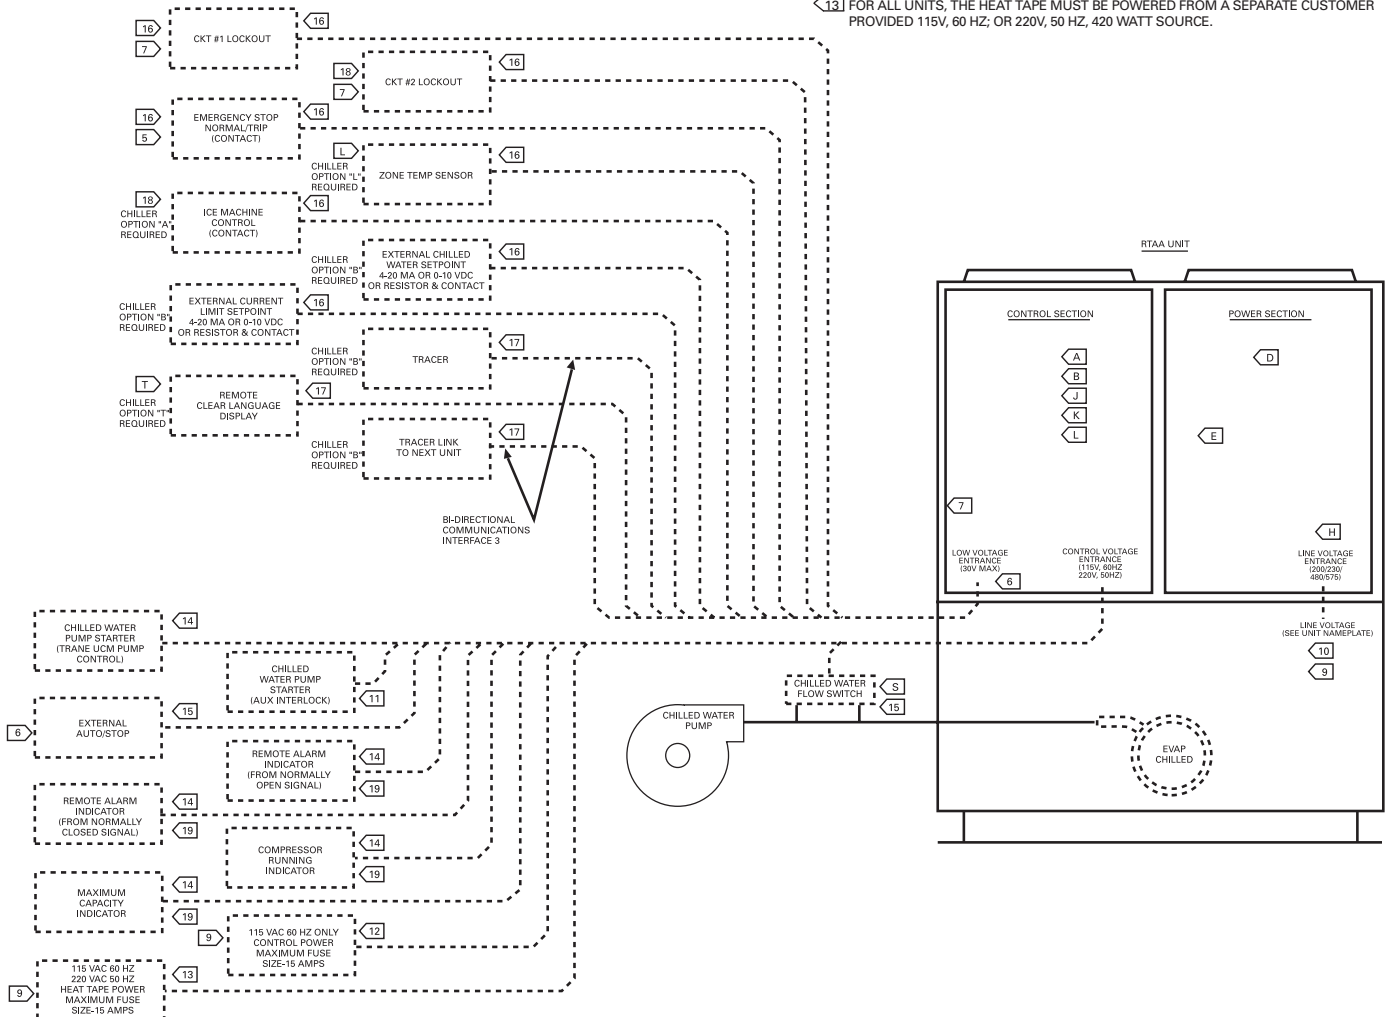 13 FOR ALL UNITS, THE HEAT TAPE MUST BE POWERED FROM A SEPARATE CUSTOMER
PROVIDED 115V, 60 HZ; OR 220V, 50 HZ, 420 WATT SOURCE.
16
7
CKT #1 LOCKOUT
16
18
7
CKT #2 LOCKOUT
16
16
5
EMERGENCY STOP
NORMAL/TRIP
(CONTACT)
16
L
CHILLER
OPTION "L"
REQUIRED
ZONE TEMP SENSOR
16
18
CHILLER
OPTION "A"
REQUIRED
ICE MACHINE
CONTROL
(CONTACT)
16
CHILLER
OPTION "B"
REQUIRED
EXTERNAL CHILLED
WATER SETPOINT
4-20 MA OR 0-10 VDC
OR RESISTOR & CONTACT
16
CHILLER
OPTION "B"
REQUIRED
EXTERNAL CURRENT
LIMIT SETPOINT
4-20 MA OR 0-10 VDC
OR RESISTOR & CONTACT
16
CHILLER
OPTION "B"
REQUIRED
TRACER
17
T
CHILLER
OPTION "T"
REQUIRED
REMOTE
CLEAR LANGUAGE
DISPLAY
17
CHILLER
OPTION "B"
REQUIRED
TRACER LINK
TO NEXT UNIT
17
BI-DIRECTIONAL
COMMUNICATIONS
INTERFACE 3
RTAA UNIT
CONTROL SECTION
A
B
J
K
L
7
LOW VOLTAGE
ENTRANCE
(30V MAX)
6
CONTROL VOLTAGE
ENTRANCE
(115V, 60HZ
220V, 50HZ)
POWER SECTION
D
E
H
LINE VOLTAGE
ENTRANCE
(200/230/
480/575)
LINE VOLTAGE
(SEE UNIT NAMEPLATE)
10
9
CHILLED WATER
PUMP STARTER
(TRANE UCM PUMP
CONTROL)
14
CHILLED
WATER PUMP
STARTER
(AUX INTERLOCK)
11
6
EXTERNAL
AUTO/STOP
15
REMOTE ALARM
INDICATOR
(FROM NORMALLY
OPEN SIGNAL)
14
19
REMOTE ALARM
INDICATOR
(FROM NORMALLY
CLOSED SIGNAL)
14
19
COMPRESSOR
RUNNING
INDICATOR
14
19
MAXIMUM
CAPACITY
INDICATOR
14
19
9
115 VAC 60 HZ ONLY
CONTROL POWER
MAXIMUM FUSE
SIZE-15 AMPS
12
9
115 VAC 60 HZ
220 VAC 50 HZ
HEAT TAPE POWER
MAXIMUM FUSE
SIZE-15 AMPS
13
CHILLED WATER
FLOW SWITCH
S
15
CHILLED WATER
PUMP
EVAP
CHILLED